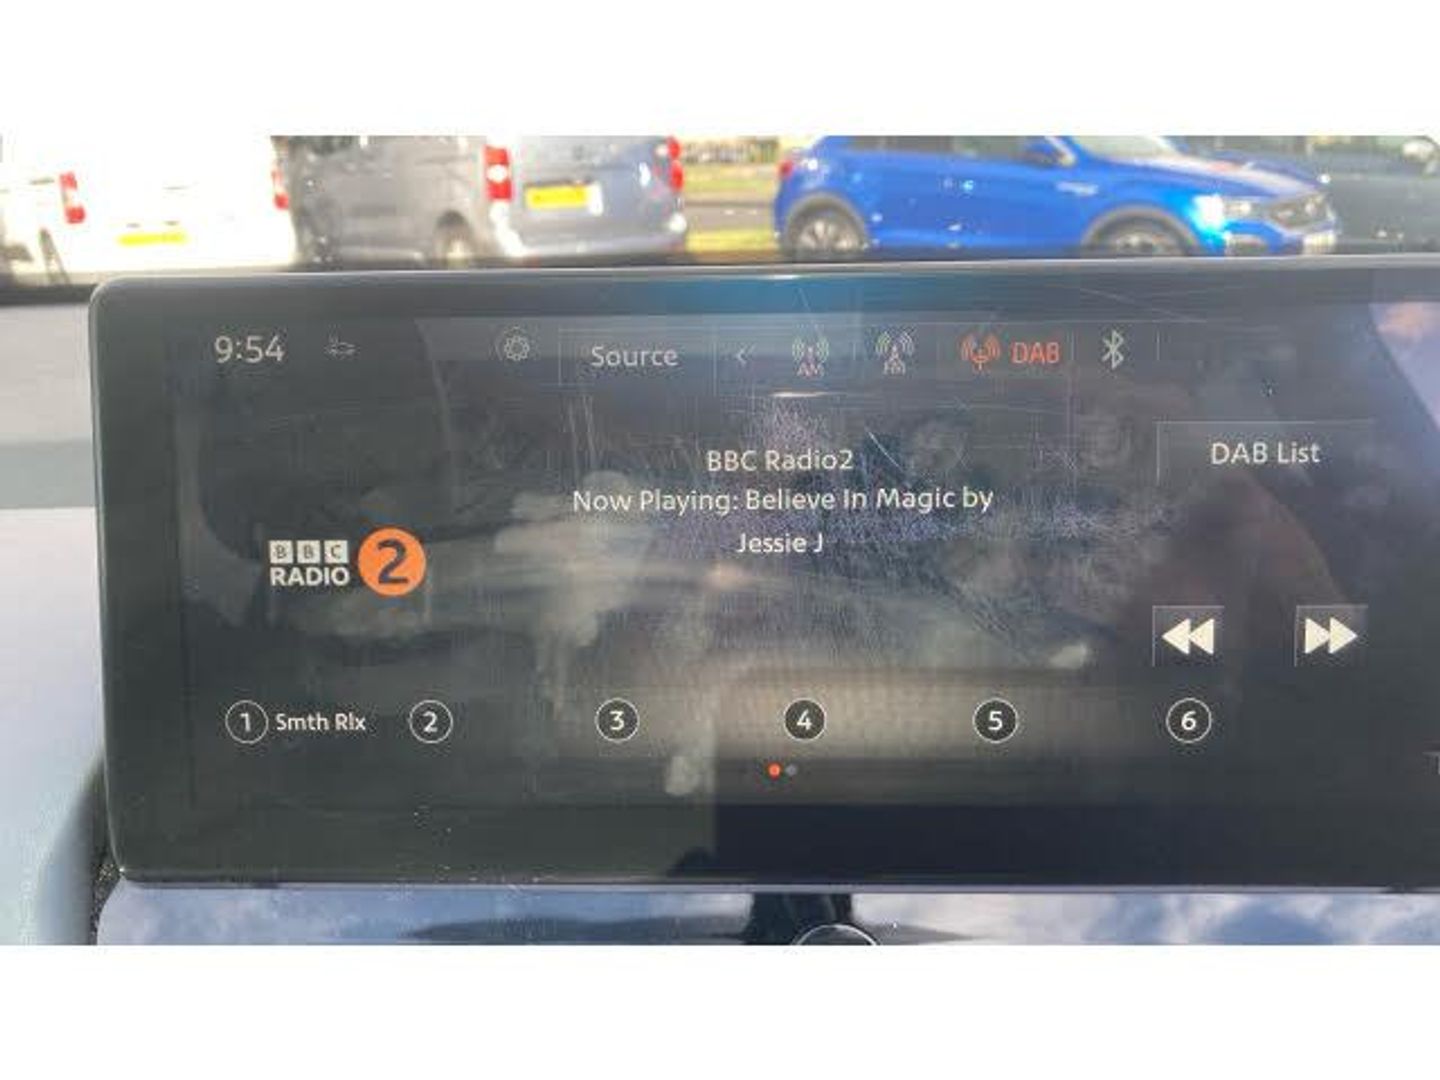 9:54
Source
AM
FM
DAB
BBC Radio2
DAB List
Now Playing: Believe In Magic by
Jessie J
BBC
RADIO 2
1 Smth Rlx
2
3
4
5
6